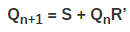 Qn+1 = S + QnR’